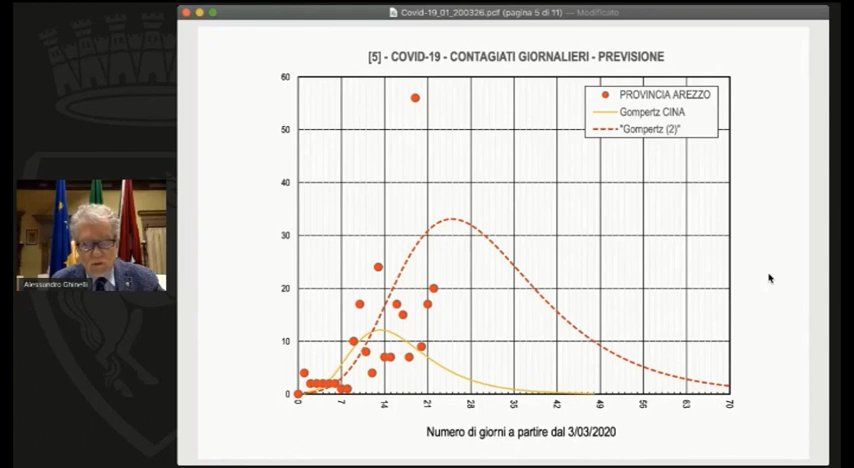 Covid-19_01_200326.pdf (pagina 5 di 11) — Modificato
[5] - COVID-19 - CONTAGIATI GIORNALIERI - PREVISIONE
60
50
40
30
20
10
0
PROVINCIA AREZZO
Gompertz CINA
"Gompertz (2)"
0 7 14 21 28 35 42 49 56 63 70
Numero di giorni a partire dal 3/03/2020
Alessandro Ghinelli